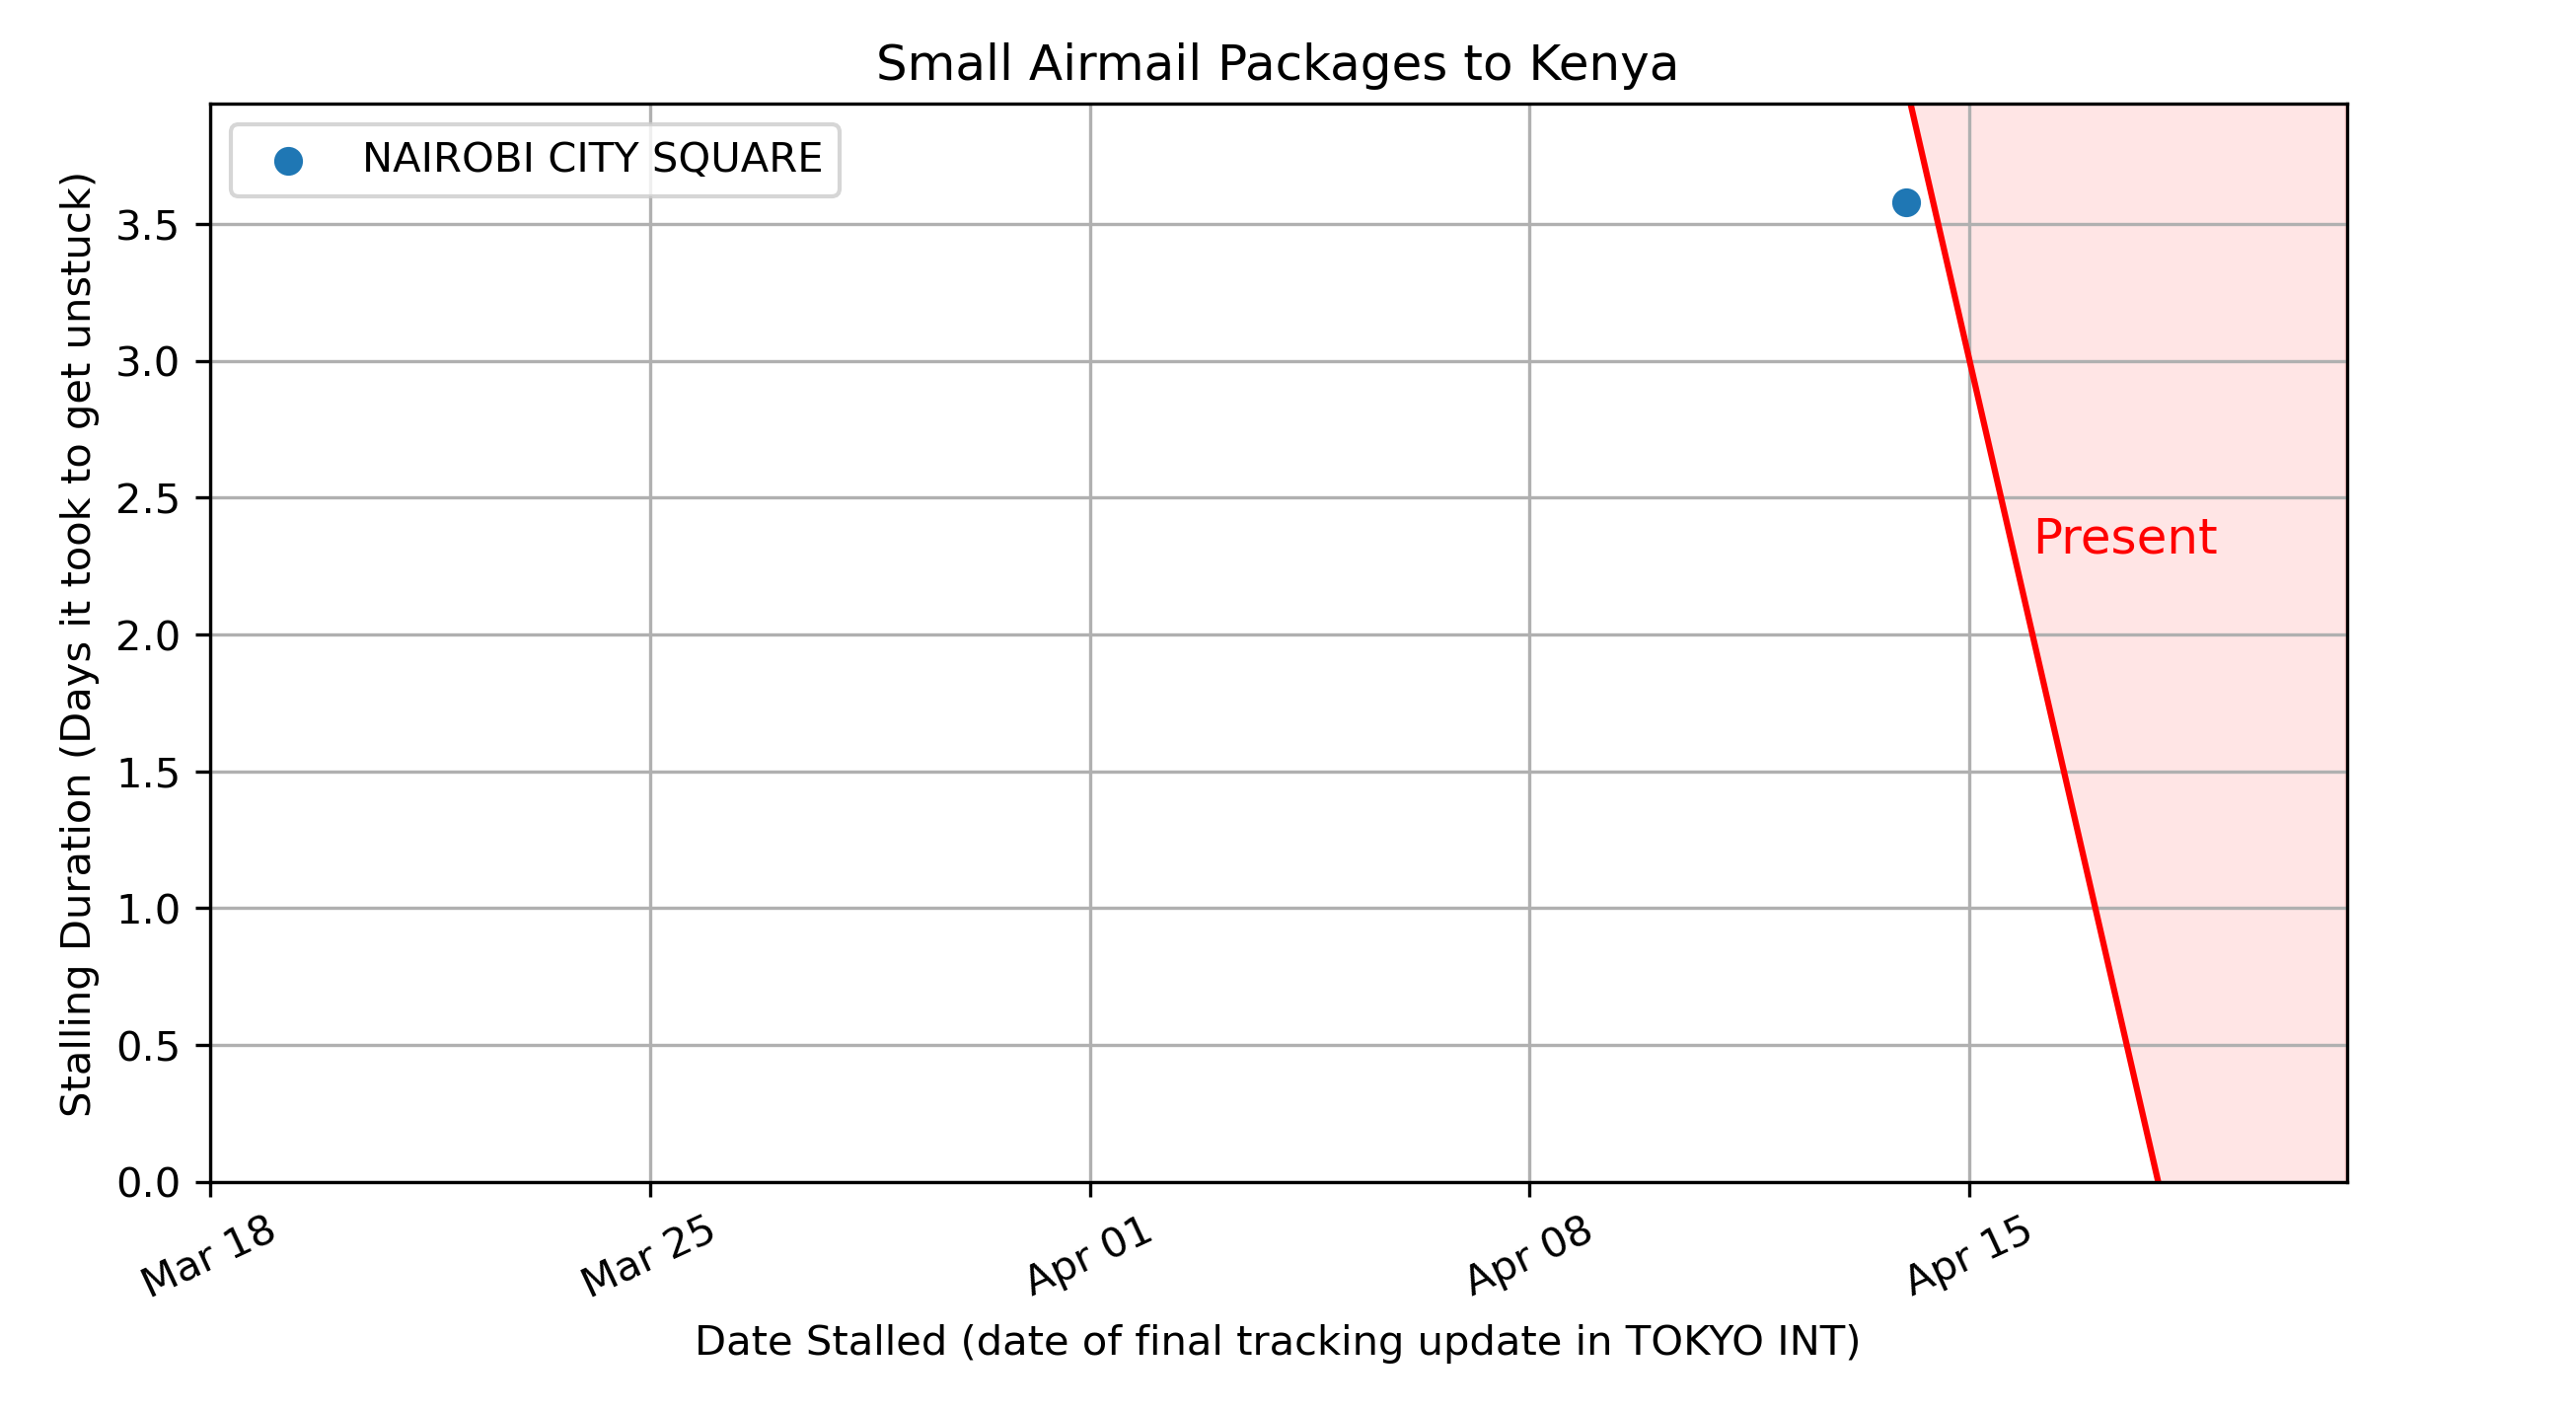 Small Airmail Packages to Kenya
NAIROBI CITY SQUARE
Stalling Duration (Days it took to get unstuck)
3.5
3.0
2.5
2.0
1.5
1.0
0.5
0.0
Present
Mar 18
Mar 25
Apr 01
Apr 08
Apr 15
Date Stalled (date of final tracking update in TOKYO INT)